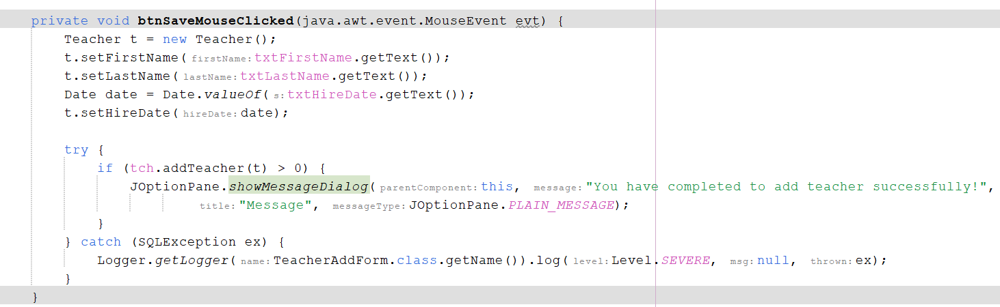 private void btnSaveMouseClicked(java.awt.event.MouseEvent evt) {
Teacher t = new Teacher();
t.setFirstName( firstName: txtFirstName.getText());
t.setLastName( lastName: txtLastName.getText());
Date date = Date.valueOf( s: txtHireDate.getText());
t.setHireDate( hireDate: date);
try {
if (tch.addTeacher(t) > 0) {
JOptionPane.showMessageDialog( parentComponent: this, message: "You have completed to add teacher successfully!",
title: "Message", messageType: JOptionPane.PLAIN_MESSAGE);
}
} catch (SQLException ex) {
Logger.getLogger( name: TeacherAddForm.class.getName()).log( level: Level.SEVERE, msg: null, thrown: ex);
}
}